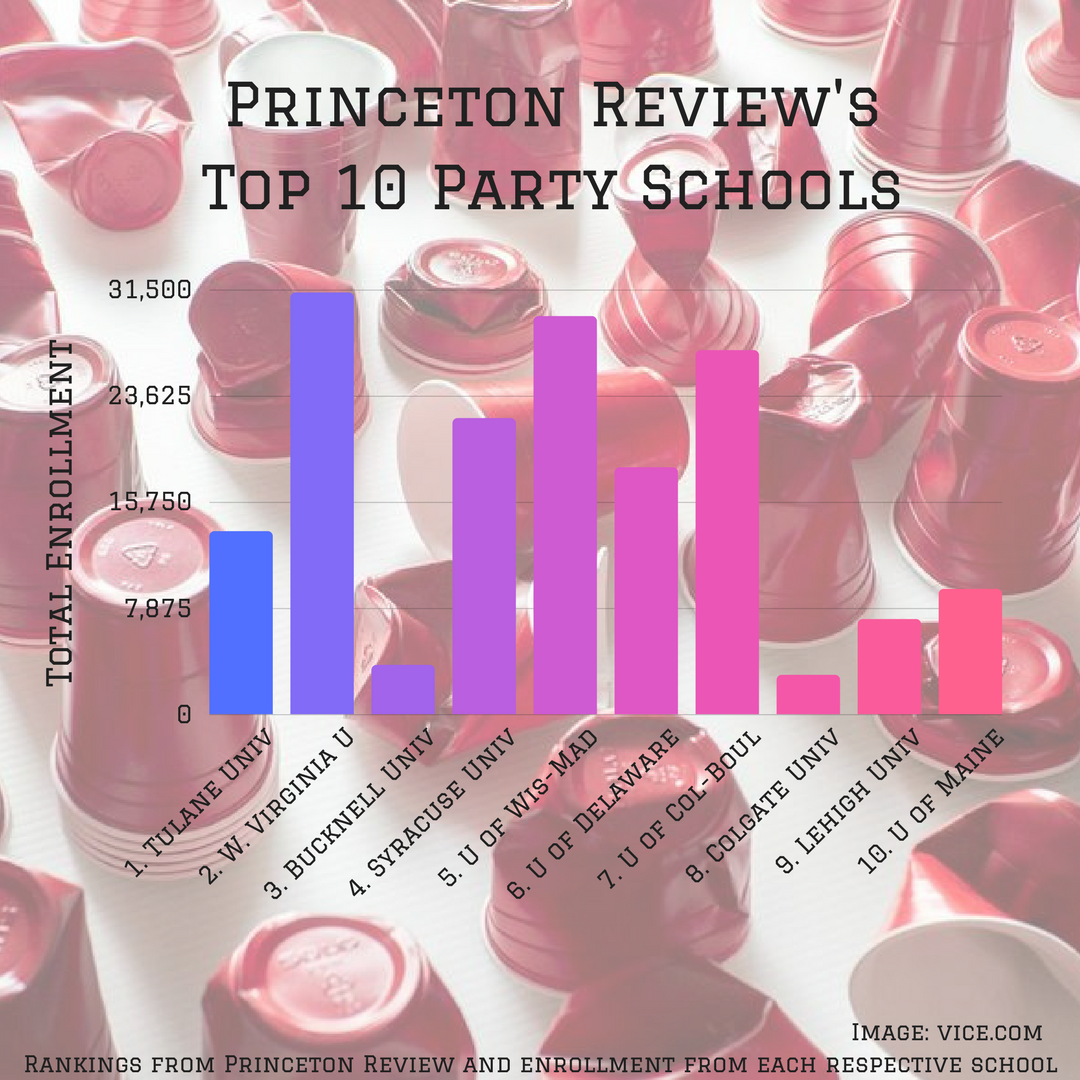 Princeton Review's
Top 10 Party Schools
Total Enrollment
31,500
23,625
15,750
7,875
0
1. Tulane Univ
2. W. Virginia U
3. Bucknell Univ
4. Syracuse Univ
5. U of Wis-Mad
6. U of Delaware
7. U of Col-Boul
8. Colgate Univ
9. Lehigh Univ
10. U of Maine
Image: vice.com
Rankings from Princeton Review and enrollment from each respective school